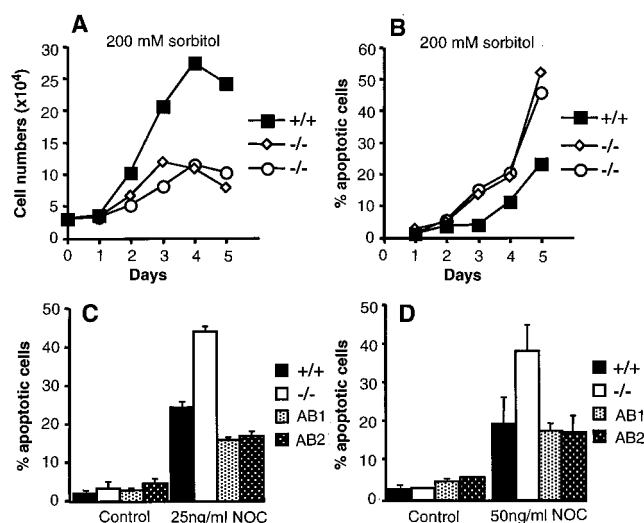 A
200 mM sorbitol
Cell numbers (x10⁴)
30
25
20
15
10
5
0
0 1 2 3 4 5
Days
+/+
-/-
-/-
B
200 mM sorbitol
% apoptotic cells
60
50
40
30
20
10
0
0 1 2 3 4 5
Days
+/+
-/-
-/-
C
% apoptotic cells
50
40
30
20
10
0
Control 25ng/ml NOC
+/+
-/-
AB1
AB2
D
% apoptotic cells
50
40
30
20
10
0
Control 50ng/ml NOC
+/+
-/-
AB1
AB2